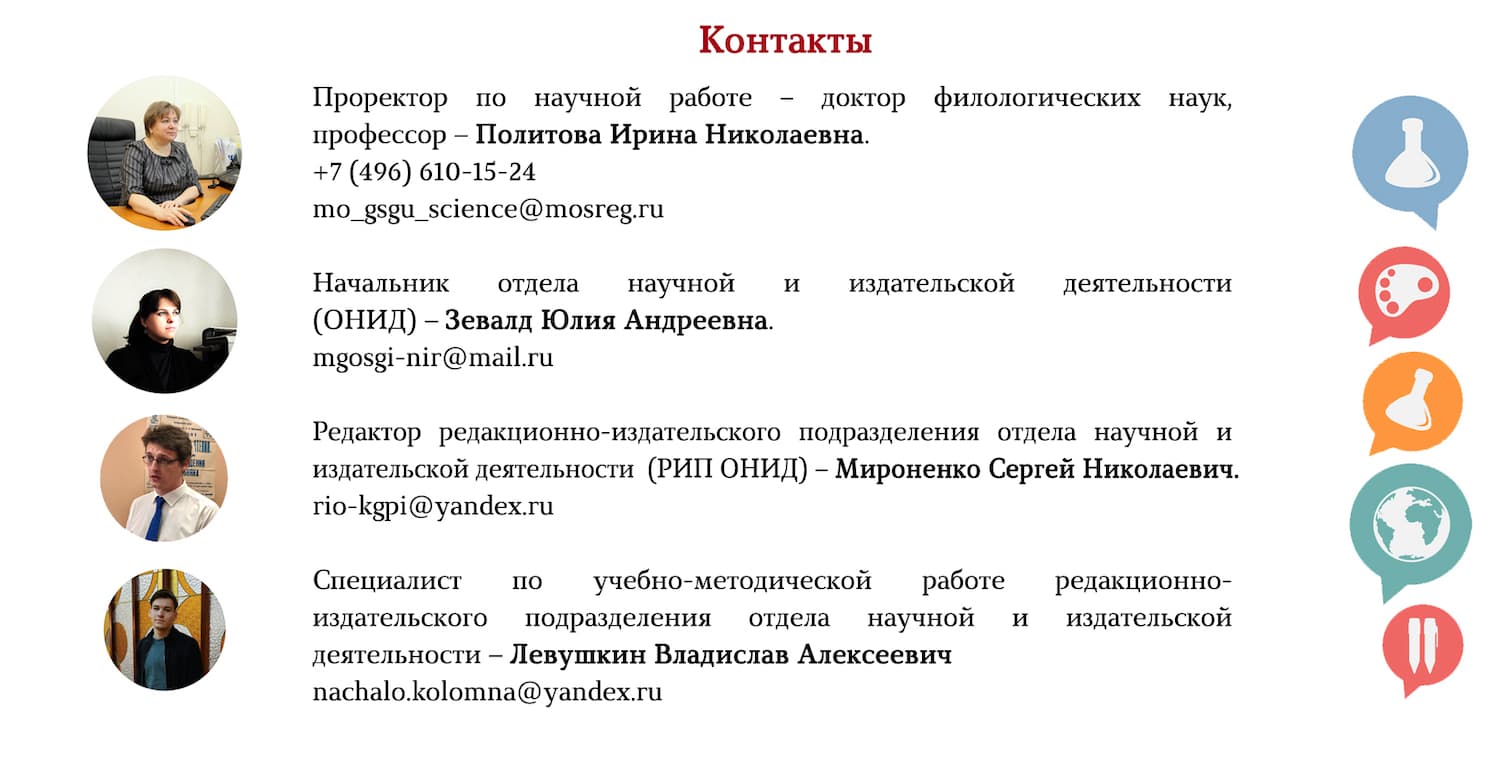 Контакты
Проректор по научной работе – доктор филологических наук,
профессор – Политова Ирина Николаевна.
+7 (496) 610-15-24
mo_gsgu_science@mosreg.ru
Начальник отдела научной и издательской деятельности
(ОНИД) – Зевалд Юлия Андреевна.
mgosgi-nir@mail.ru
Редактор редакционно-издательского подразделения отдела научной и
издательской деятельности (РИП ОНИД) – Мироненко Сергей Николаевич.
rio-kgpi@yandex.ru
Специалист по учебно-методической работе редакционно-
издательского подразделения отдела научной и издательской
деятельности – Левушкин Владислав Алексеевич
nachalo.kolomna@yandex.ru